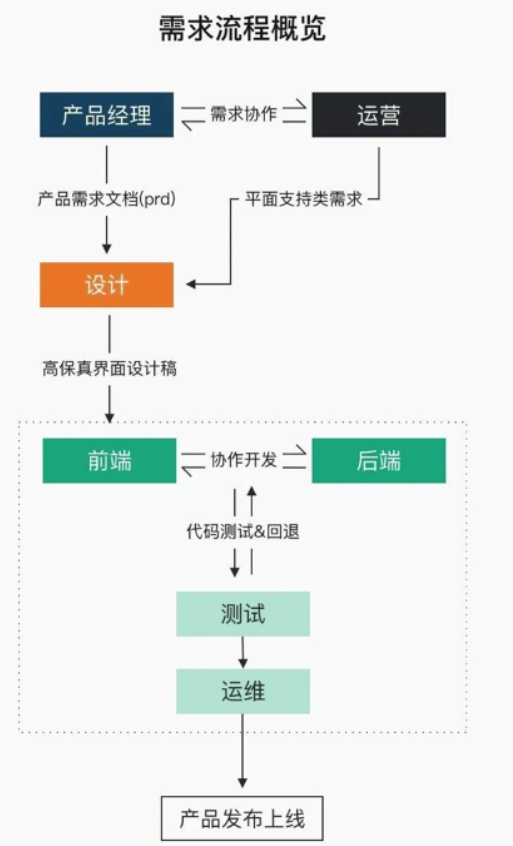 需求流程概览
产品经理
需求协作
运营
产品需求文档(prd)
平面支持类需求
设计
高保真界面设计稿
前端
协作开发
后端
代码测试&回退
测试
运维
产品发布上线